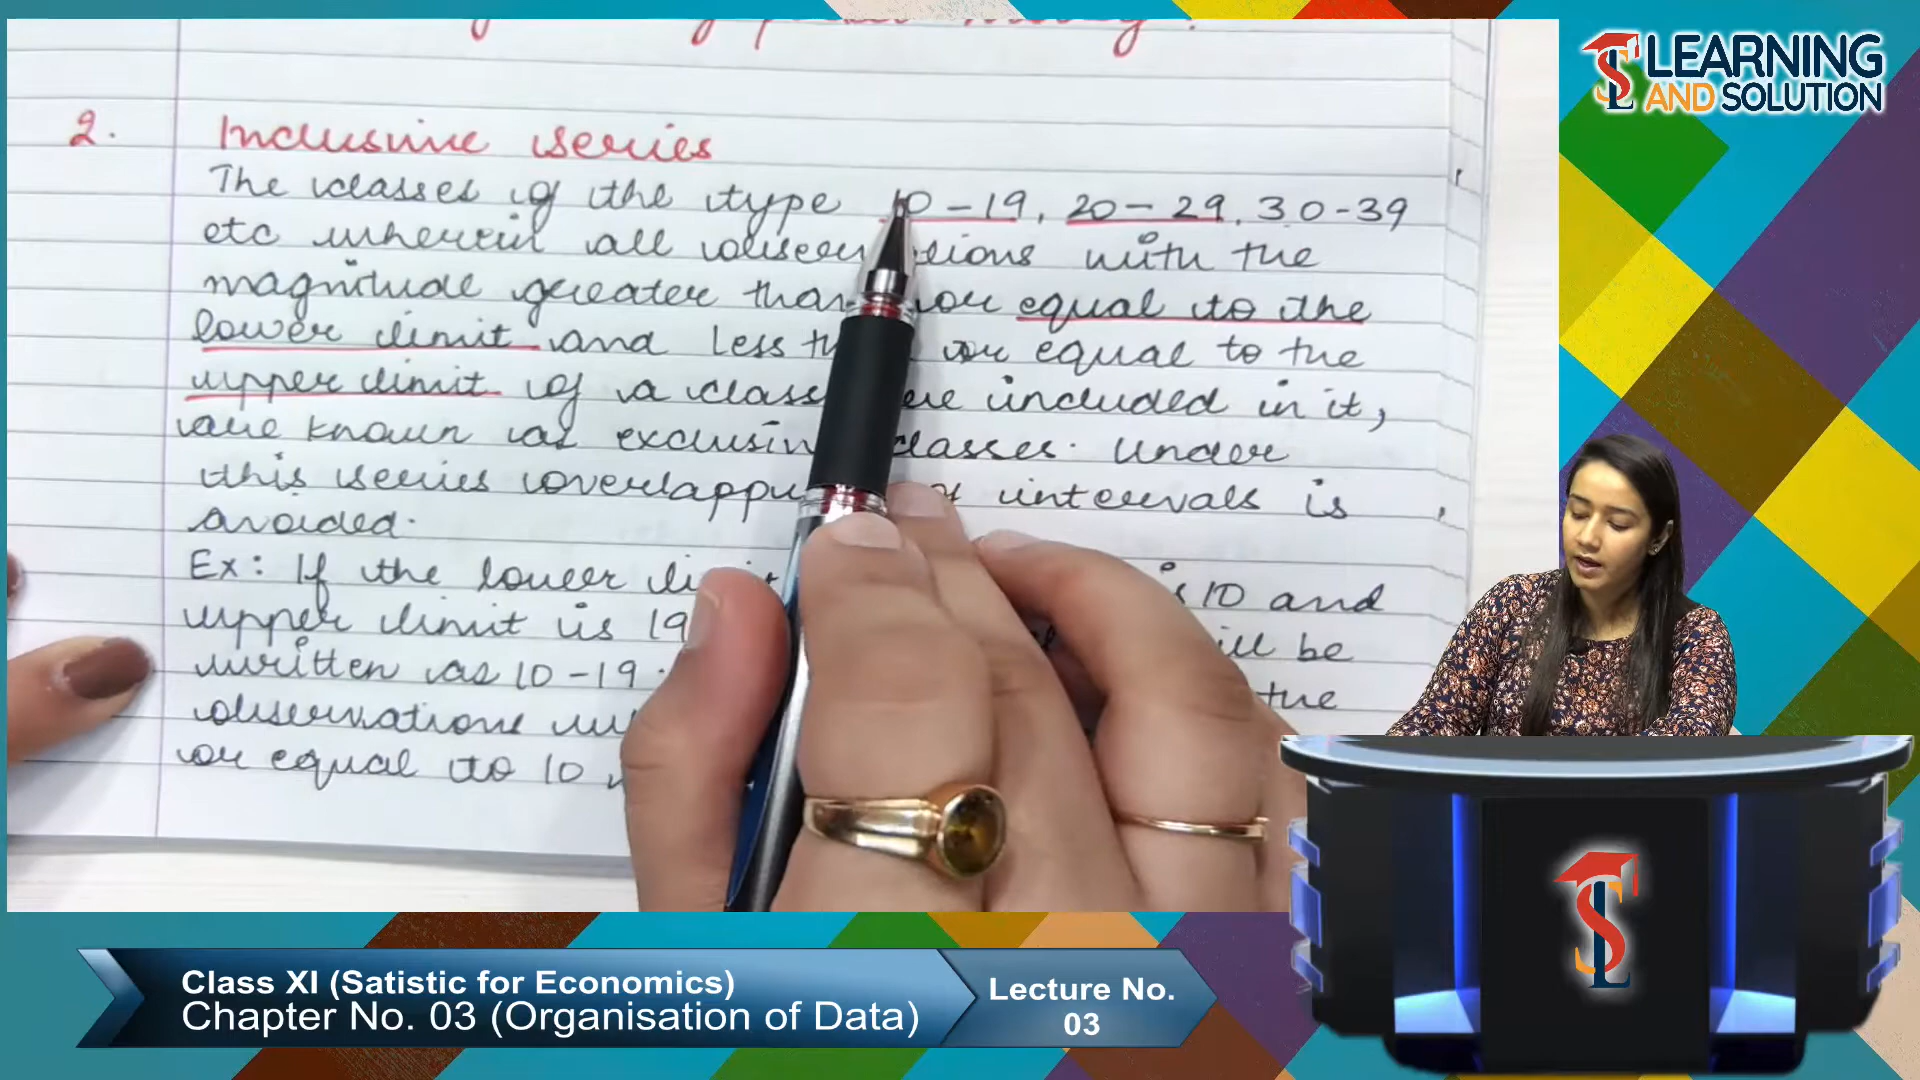 LEARNING
AND SOLUTION
2. Inclusive series
The classes of the type 10 - 19, 20 - 29, 30-39
etc wherein all observations with the
magnitude greater than or equal to the
lower limit and less than or equal to the
upper limit of a class are included in it,
are known as exclusive classes. Under
this series overlapping of intervals is
avoided.
Ex: If the lower limit is 10 and
upper limit is 19 will be
written as 10 - 19. the
observations
or equal to 10
Class XI (Satistic for Economics)
Chapter No. 03 (Organisation of Data)
Lecture No.
03